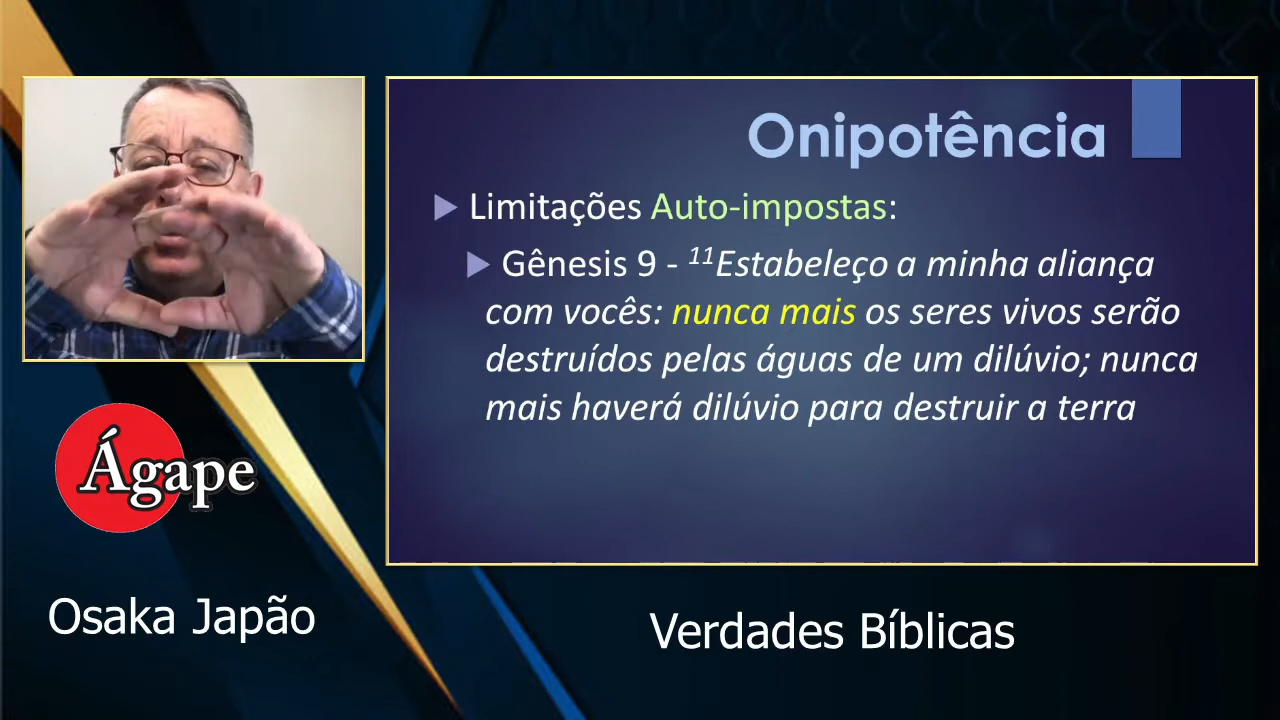 Onipotência
Limitações Auto-impostas:
Gênesis 9 - 11Estabeleço a minha aliança
com vocês: nunca mais os seres vivos serão
destruídos pelas águas de um dilúvio; nunca
mais haverá dilúvio para destruir a terra
Ágape
Osaka Japão
Verdades Bíblicas